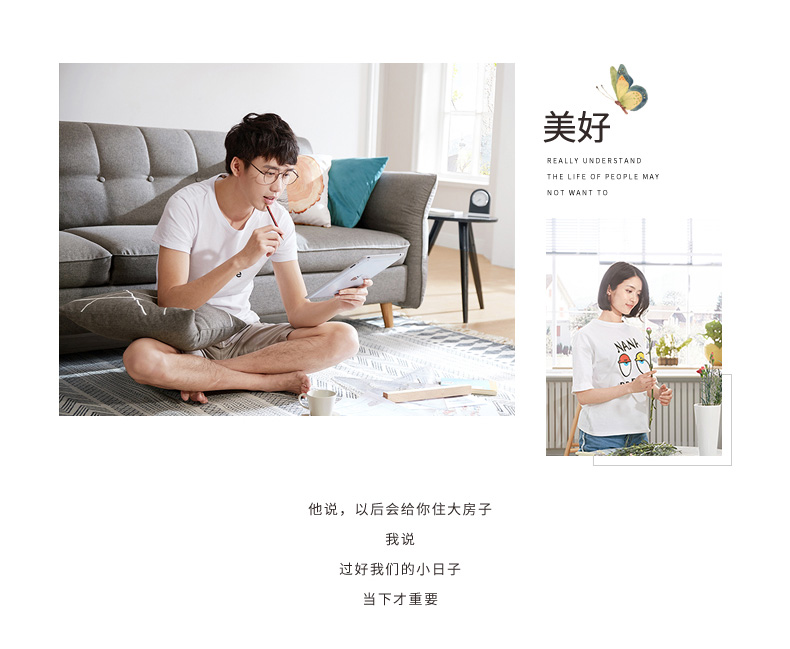 美好
REALLY UNDERSTAND
THE LIFE OF PEOPLE MAY
NOT WANT TO
NANA
他说，以后会给你住大房子
我说
过好我们的小日子
当下才重要